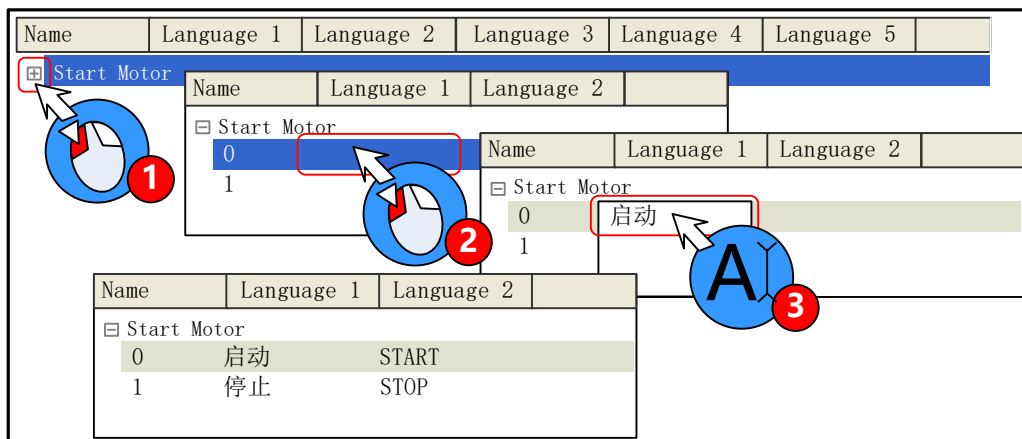 Name Language 1 Language 2 Language 3 Language 4 Language 5
Start Motor
1
Name Language 1 Language 2
Start Motor
0
1
2
Name Language 1 Language 2
Start Motor
0 启动
1
A
3
Name Language 1 Language 2
Start Motor
0 启动 START
1 停止 STOP